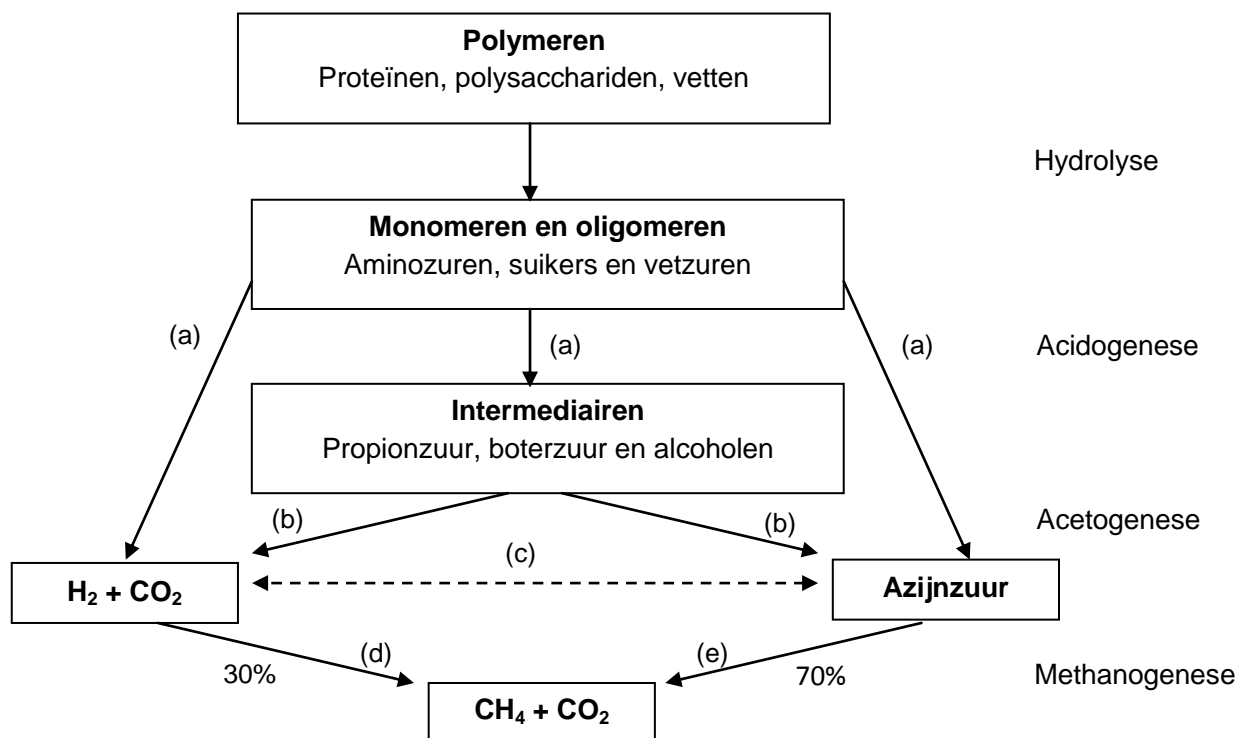 Polymeren
Proteïnen, polysacchariden, vetten
Hydrolyse
Monomeren en oligomeren
Aminozuren, suikers en vetzuren
(a)
(a)
(a)
Acidogenese
Intermediairen
Propionzuur, boterzuur en alcoholen
(b)
(b)
Acetogenese
(c)
H₂ + CO₂
Azijnzuur
(d)
(e)
30%
70%
Methanogenese
CH₄ + CO₂